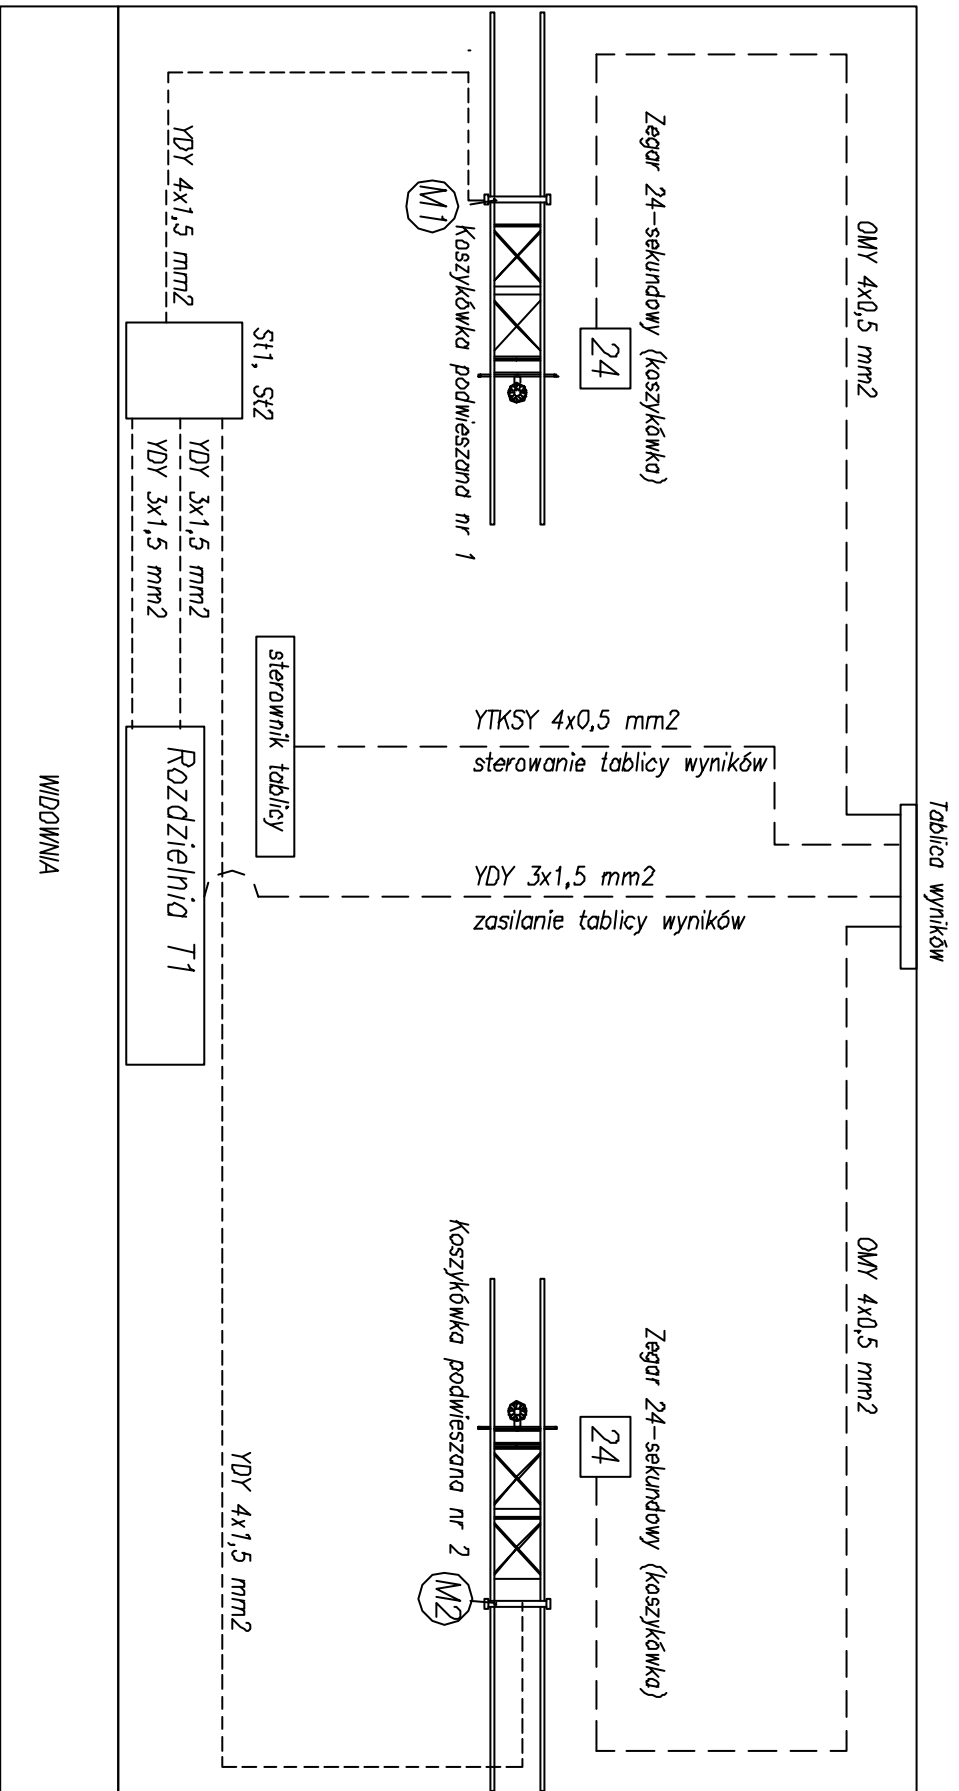 Tablica wyników
OMY 4x0,5 mm2
OMY 4x0,5 mm2
Zegar 24-sekundowy (koszykówka)
24
Zegar 24-sekundowy (koszykówka)
24
YTKSY 4x0,5 mm2
sterowanie tablicy wyników
YDY 3x1,5 mm2
zasilanie tablicy wyników
M1
Koszykówka podwieszana nr 1
Koszykówka podwieszana nr 2
M2
YDY 4x1,5 mm2
St1, St2
YDY 3x1,5 mm2
YDY 3x1,5 mm2
sterownik tablicy
Rozdzielnia T1
YDY 4x1,5 mm2
WIDOWNIA